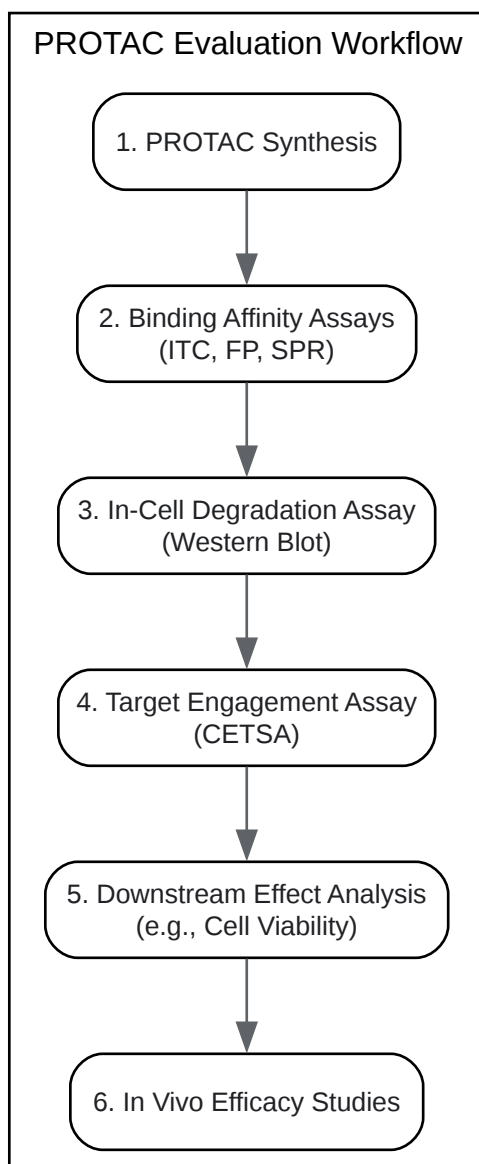 PROTAC Evaluation Workflow
1. PROTAC Synthesis
2. Binding Affinity Assays
(ITC, FP, SPR)
3. In-Cell Degradation Assay
(Western Blot)
4. Target Engagement Assay
(CETSA)
5. Downstream Effect Analysis
(e.g., Cell Viability)
6. In Vivo Efficacy Studies